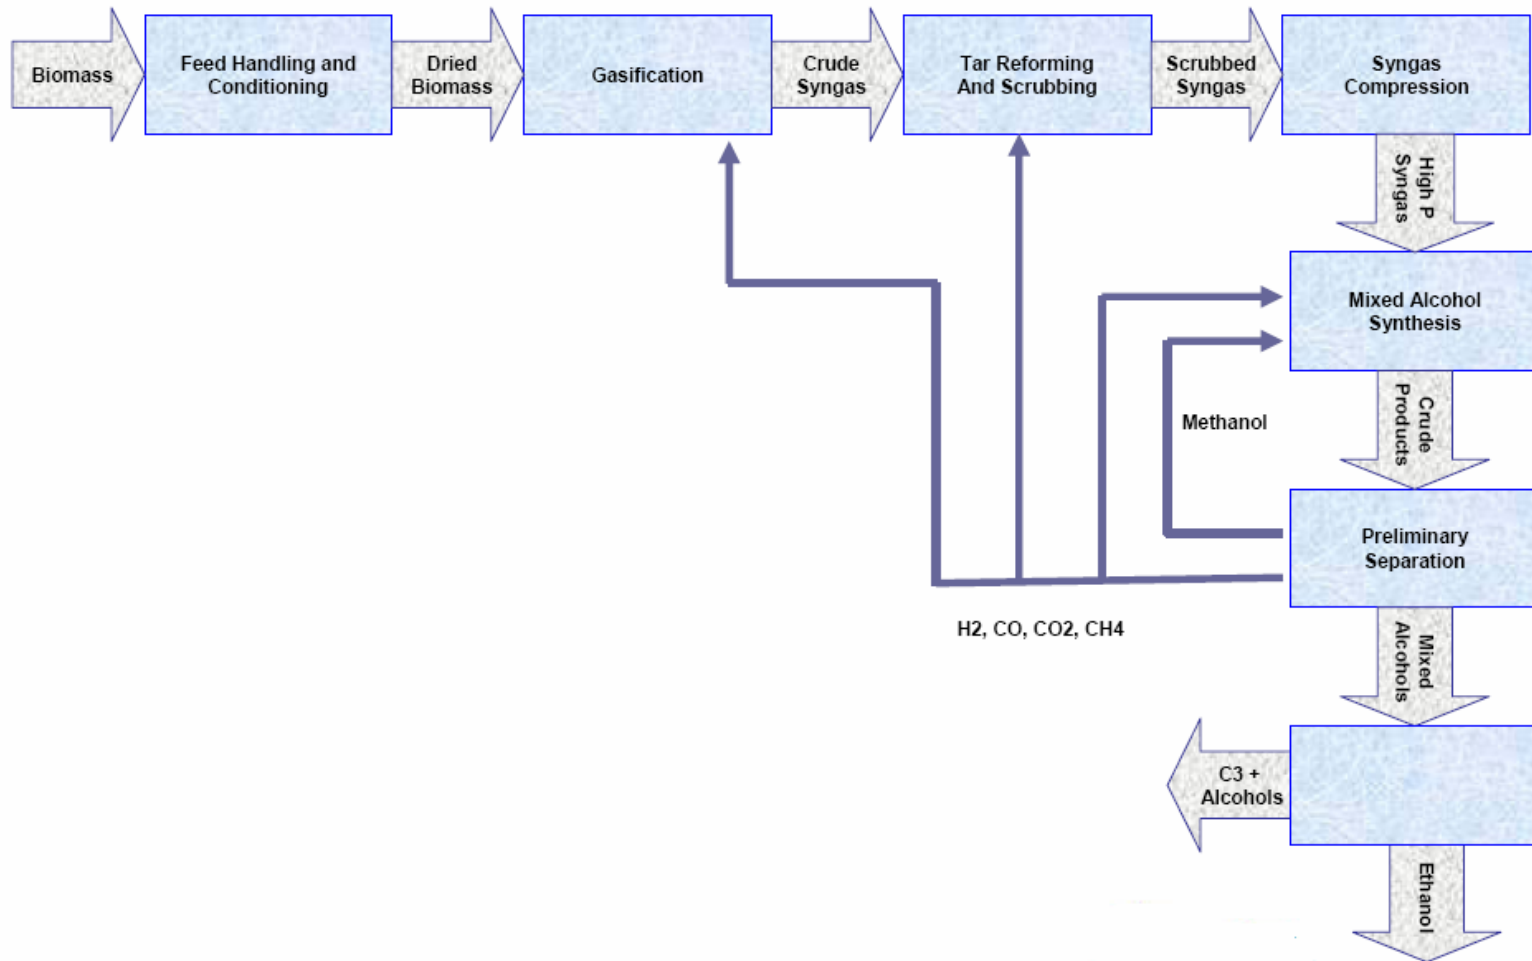 Biomass
Feed Handling and
Conditioning
Dried
Biomass
Gasification
Crude
Syngas
Tar Reforming
And Scrubbing
Scrubbed
Syngas
Syngas
Compression
High P
Syngas
Mixed Alcohol
Synthesis
Crude
Products
Methanol
Preliminary
Separation
H2, CO, CO2, CH4
Mixed
Alcohols
C3 +
Alcohols
Ethanol